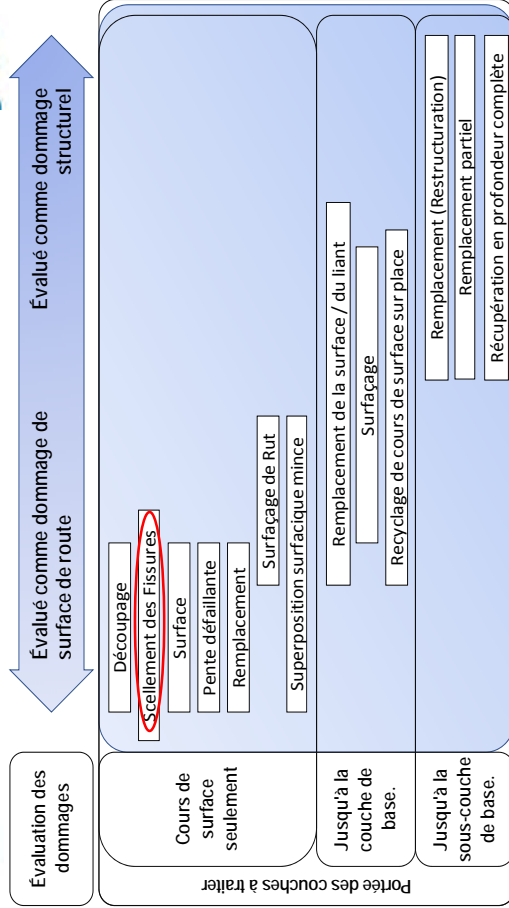 Évaluation des
dommages
Évalué comme dommage de
surface de route
Évalué comme dommage
structurel
Portée des couches à traiter
Cours de
surface
seulement
Découpage
Scellement des Fissures
Surface
Pente défaillante
Remplacement
Surfaçage de Rut
Superposition surfacique mince
Jusqu'à la
couche de
base.
Remplacement de la surface / du liant
Surfaçage
Recyclage de cours de surface sur place
Jusqu'à la
sous-couche
de base.
Remplacement (Restructuration)
Remplacement partiel
Récupération en profondeur complète